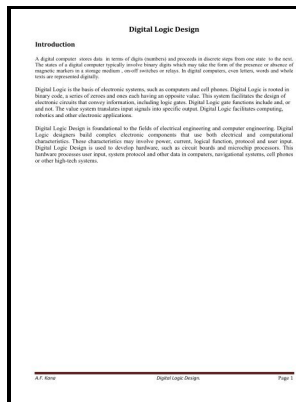 Digital Logic Design
Introduction
A digital computer stores data in terms of digits (numbers) and proceeds in discrete steps from one state to the next.
The states of a digital computer typically involve binary digits which may take the form of the presence or absence of
magnetic markers in a storage medium , on-off switches or relays. In digital computers, even letters, words and whole
texts are represented digitally.
Digital Logic is the basis of electronic systems, such as computers and cell phones. Digital Logic is rooted in
binary code, a series of zeroes and ones each having an opposite value. This system facilitates the design of
electronic circuits that convey information, including logic gates. Digital Logic gate functions include and, or
and not. The value system translates input signals into specific output. Digital Logic facilitates computing,
robotics and other electronic applications.
Digital Logic Design is foundational to the fields of electrical engineering and computer engineering. Digital
Logic designers build complex electronic components that use both electrical and computational
characteristics. These characteristics may involve power, current, logical function, protocol and user input.
Digital Logic Design is used to develop hardware, such as circuit boards and microchip processors. This
hardware processes user input, system protocol and other data in computers, navigational systems, cell phones
or other high-tech systems.
A.F. Kana Digital Logic Design. Page 1